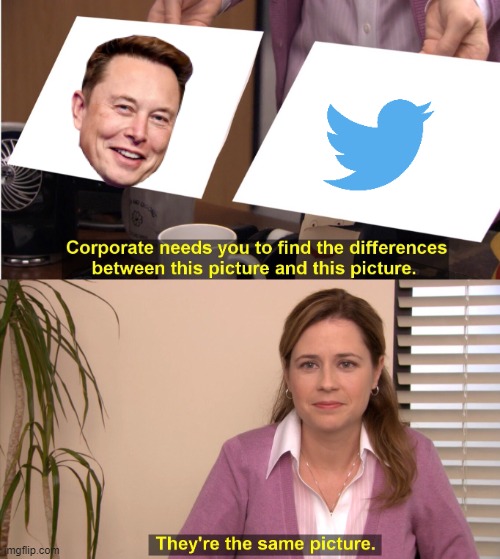 Corporate needs you to find the differences
between this picture and this picture.
They're the same picture.
imgflip.com